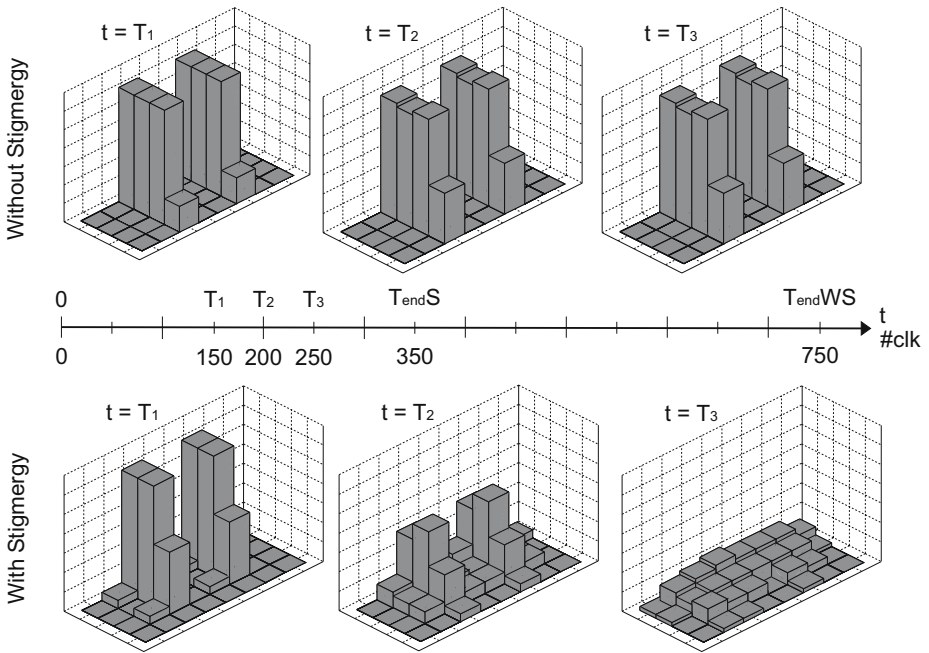 Without Stigmergy
t = T1
t = T2
t = T3
0 T1 T2 T3 TendS TendWS t
0 150 200 250 350 750 #clk
With Stigmergy
t = T1
t = T2
t = T3